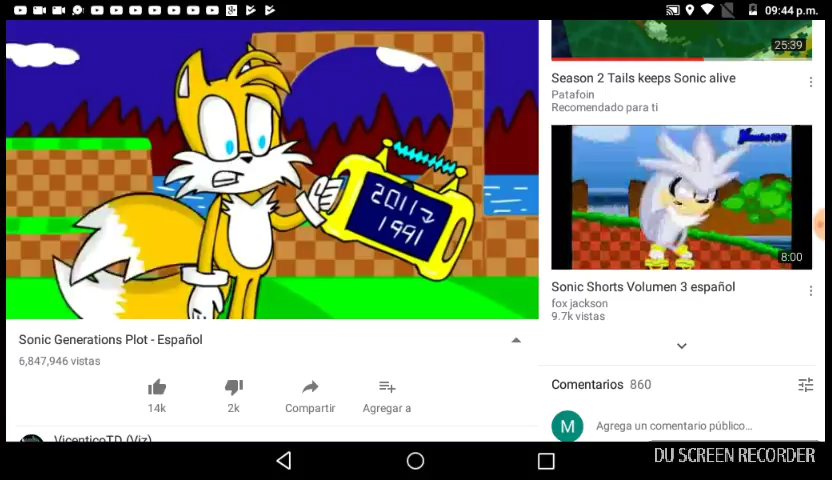 09:44 p.m.
2011
1991
Sonic Generations Plot - Español
6,847,946 vistas
14k
2k
Compartir
Agregar a
VicenticoTD (Viz)
25:39
Season 2 Tails keeps Sonic alive
Patafoin
Recomendado para ti
8:00
Sonic Shorts Volumen 3 español
fox jackson
9.7k vistas
Comentarios 860
M
Agrega un comentario público...
DU SCREEN RECORDER